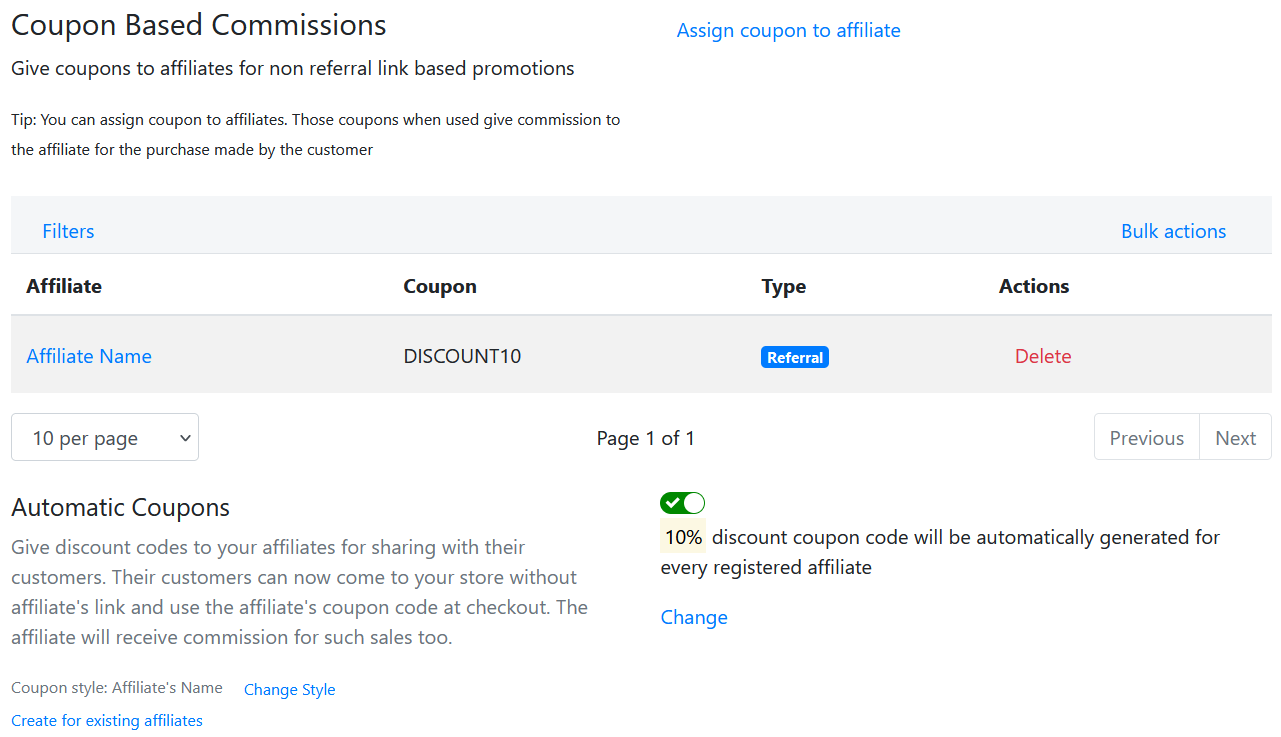 Coupon Based Commissions
Assign coupon to affiliate
Give coupons to affiliates for non referral link based promotions
Tip: You can assign coupon to affiliates. Those coupons when used give commission to
the affiliate for the purchase made by the customer
Filters
Bulk actions
Affiliate Coupon Type Actions
Affiliate Name DISCOUNT10 Referral Delete
10 per page
Page 1 of 1
Previous Next
Automatic Coupons
Give discount codes to your affiliates for sharing with their
customers. Their customers can now come to your store without
affiliate's link and use the affiliate's coupon code at checkout. The
affiliate will receive commission for such sales too.
Coupon style: Affiliate's Name Change Style
Create for existing affiliates
10% discount coupon code will be automatically generated for
every registered affiliate
Change